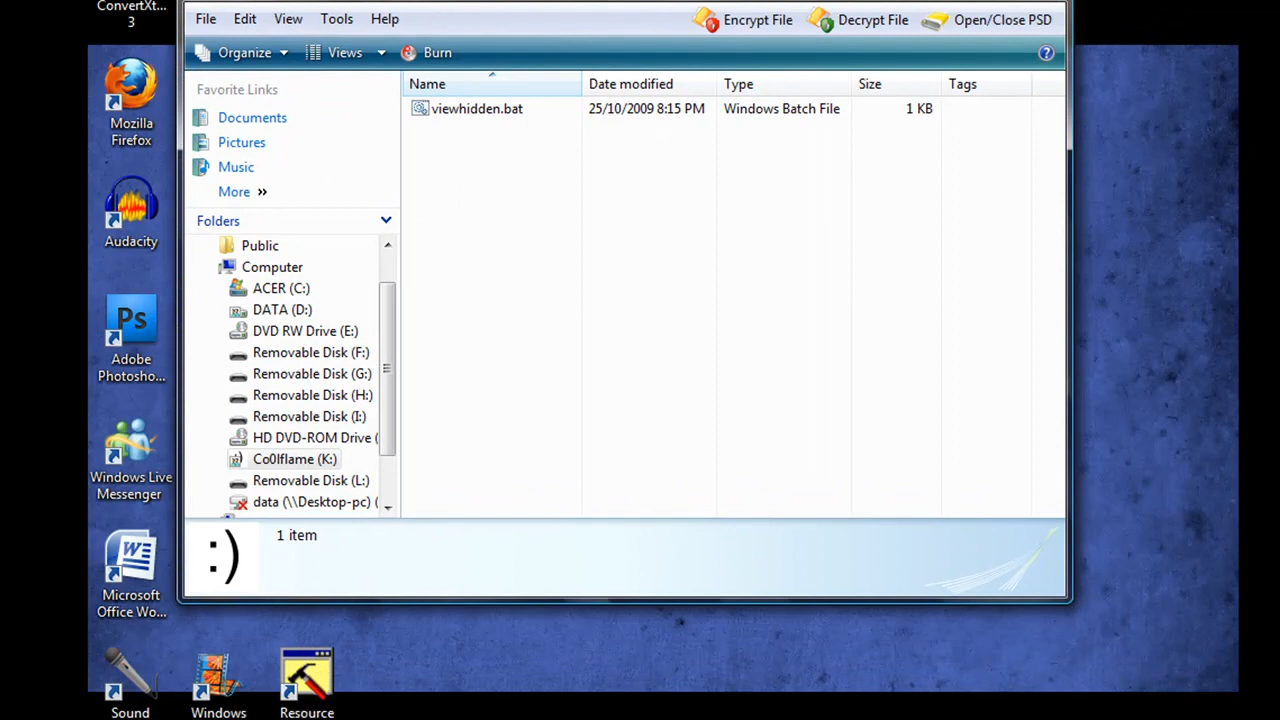 ConvertXt...
3
File Edit View Tools Help Encrypt File Decrypt File Open/Close PSD
Organize Views Burn
Favorite Links
Documents
Pictures
Music
More »
Folders
Public
Computer
ACER (C:)
DATA (D:)
DVD RW Drive (E:)
Removable Disk (F:)
Removable Disk (G:)
Removable Disk (H:)
Removable Disk (I:)
HD DVD-ROM Drive (
Co0lflame (K:)
Removable Disk (L:)
data (\\Desktop-pc) (
Name Date modified Type Size Tags
viewhidden.bat 25/10/2009 8:15 PM Windows Batch File 1 KB
:)
1 item
Mozilla
Firefox
Audacity
Ps
Adobe
Photosho...
Windows Live
Messenger
W
Microsoft
Office Wo...
Sound
Windows
Resource